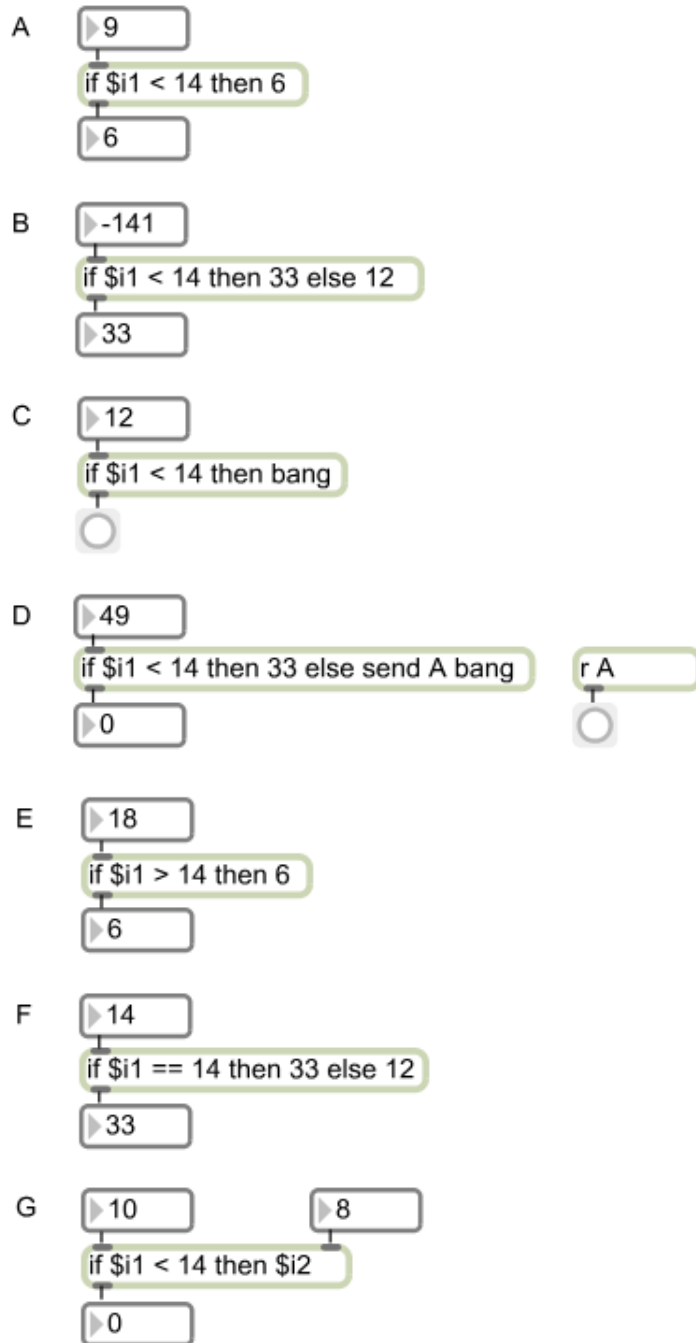 A
9
if $i1 < 14 then 6
6
B
-141
if $i1 < 14 then 33 else 12
33
C
12
if $i1 < 14 then bang
D
49
if $i1 < 14 then 33 else send A bang
r A
0
E
18
if $i1 > 14 then 6
6
F
14
if $i1 == 14 then 33 else 12
33
G
10
8
if $i1 < 14 then $i2
0